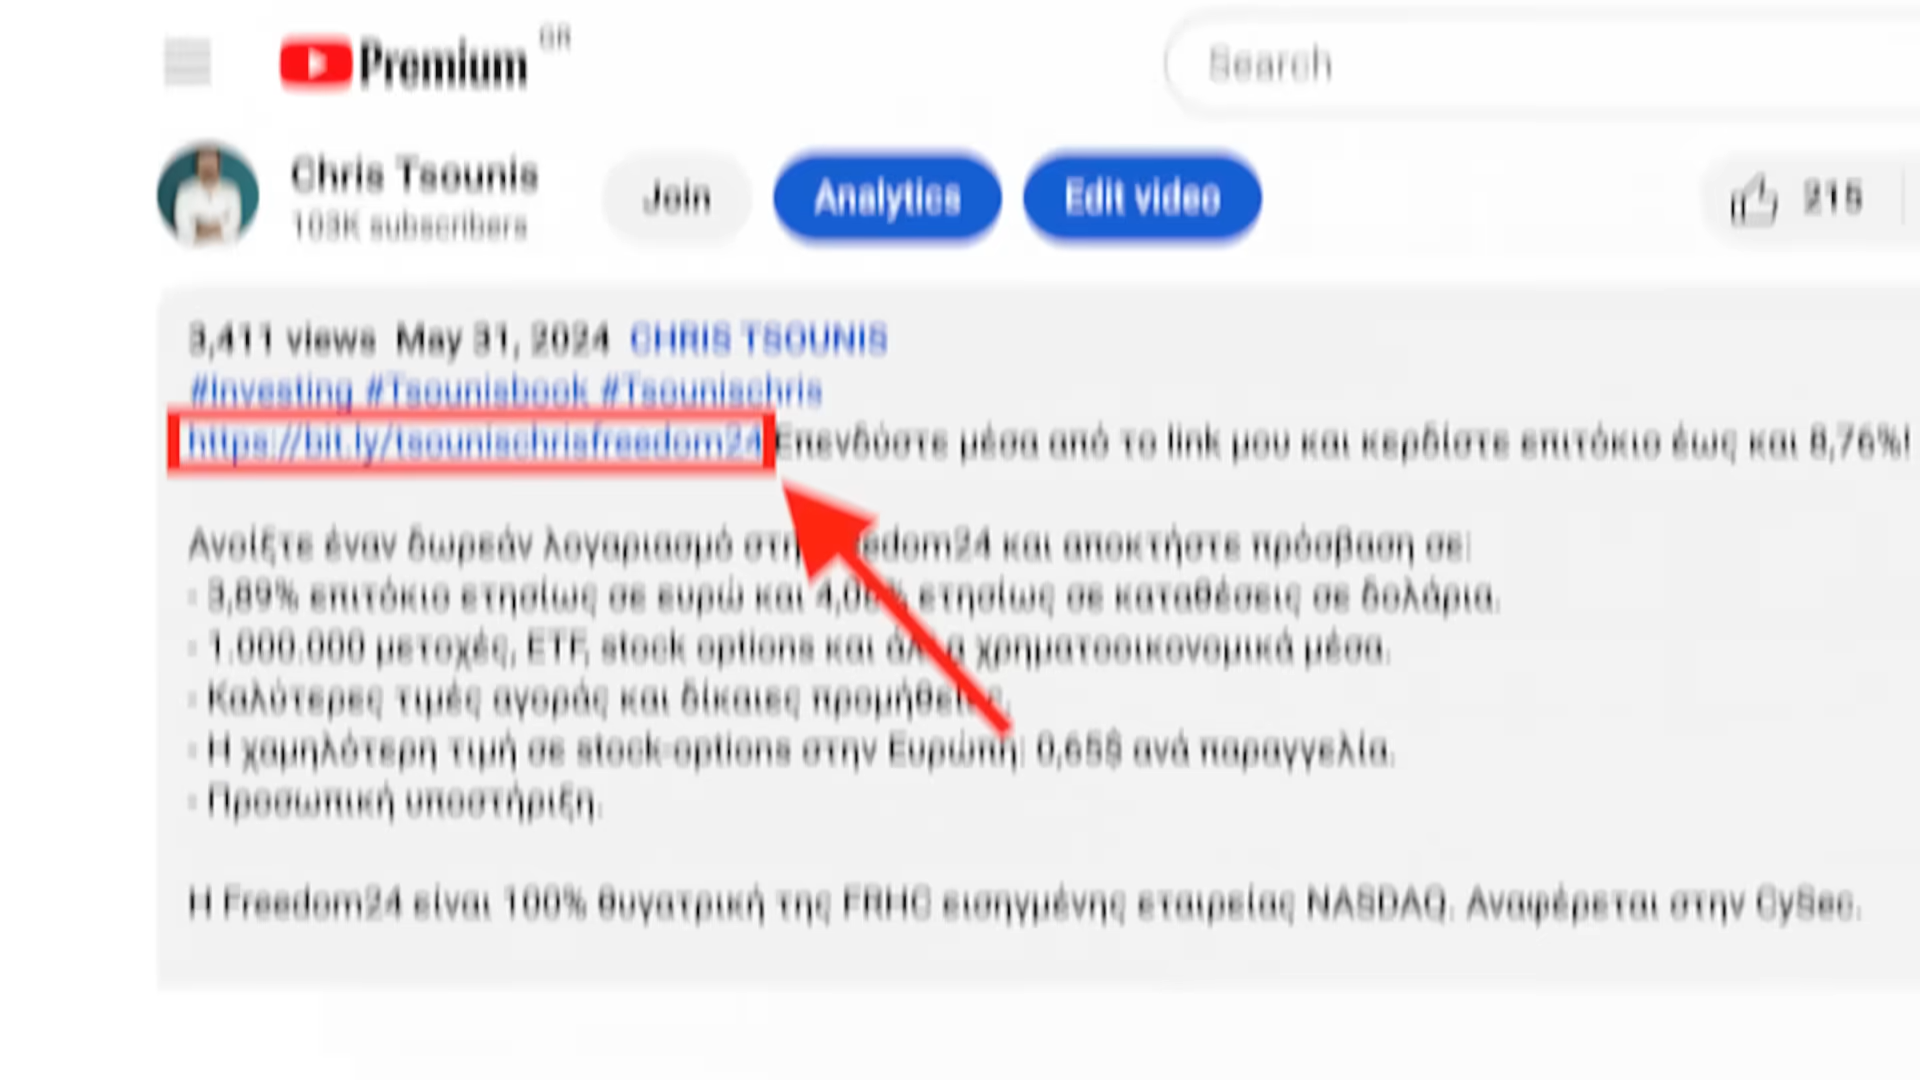 Premium GR
Search
Chris Tsounis
103K subscribers
Join
Analytics
Edit video
215
3,411 views May 31, 2024 CHRIS TSOUNIS
#Investing #Tsounisbook #Tsounischris
https://bit.ly/tsounischrisfreedom24 Επενδύστε μέσα από το link μου και κερδίστε επιτόκιο έως και 8,76%!
Ανοίξτε έναν δωρεάν λογαριασμό στη edom24 και αποκτήστε πρόσβαση σε:
- 3,89% επιτόκιο ετησίως σε ευρώ και ετησίως σε καταθέσεις σε δολάρια.
- 1.000.000 μετοχές, ETF, stock options και χρηματοοικονομικά μέσα.
- Καλύτερες τιμές αγοράς και δίκαιες προμήθειες.
- Η χαμηλότερη τιμή σε stock-options στην Ευρώπη: 0,65$ ανά παραγγελία.
- Προσωπική υποστήριξη.
Η Freedom24 είναι 100% θυγατρική της FRHC εισηγμένης εταιρείας NASDAQ. Αναφέρεται στην CySec.